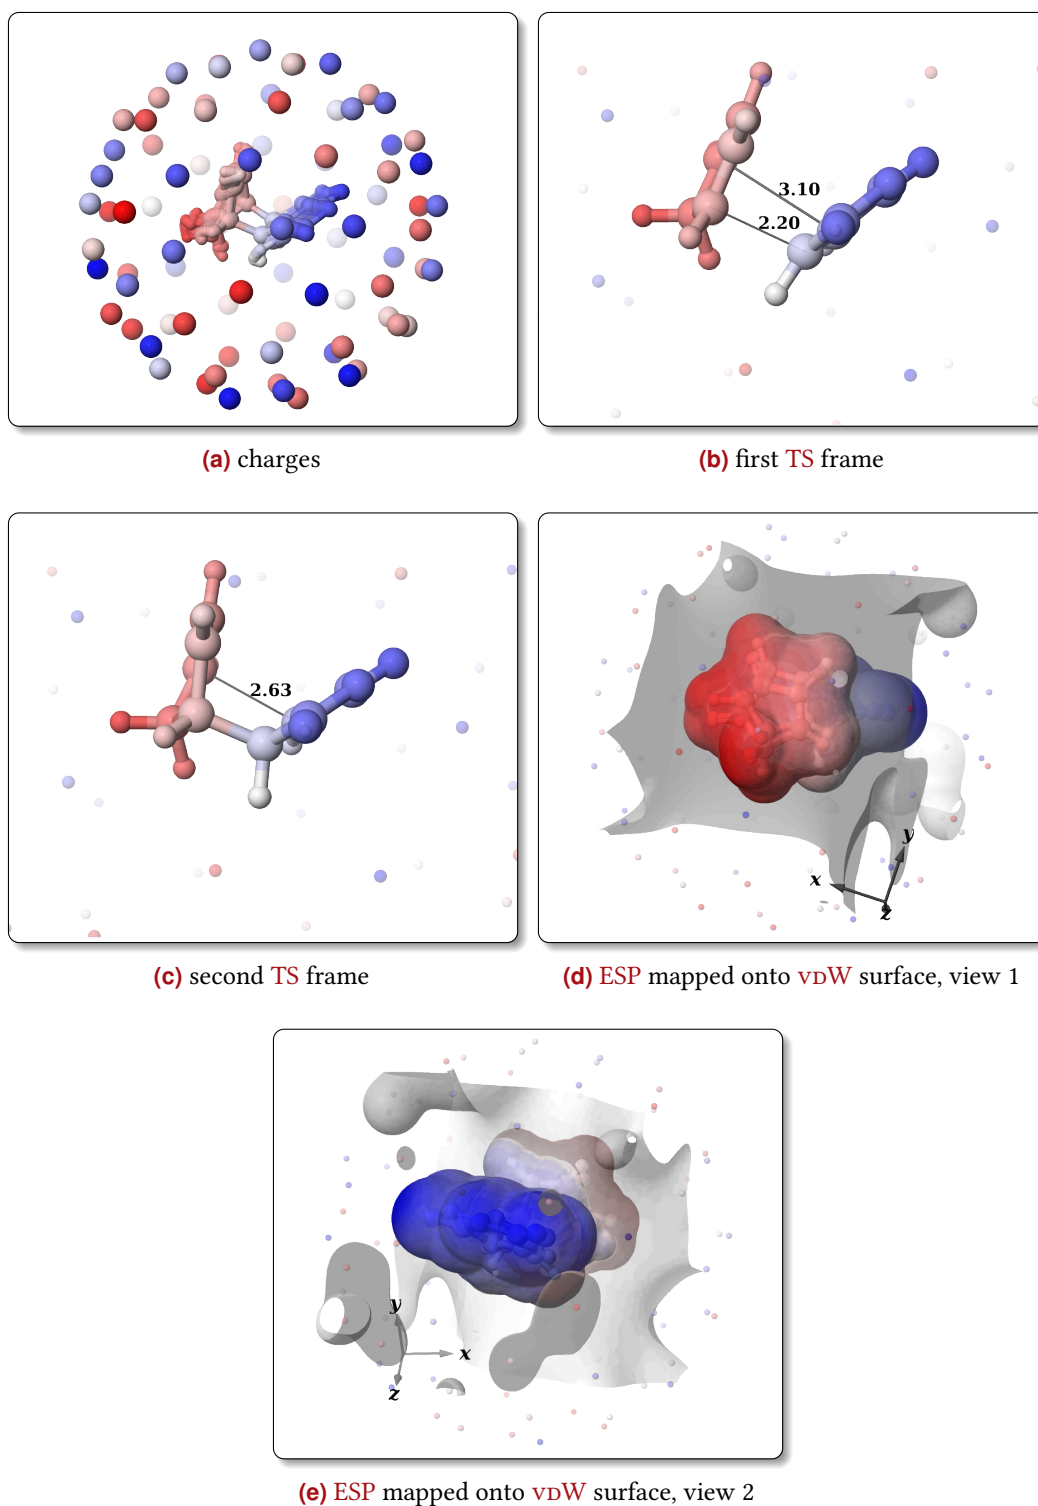 (a) charges
3.10
2.20
(b) first TS frame
2.63
(c) second TS frame
y
x
z
(d) ESP mapped onto vdW surface, view 1
y
x
z
(e) ESP mapped onto vdW surface, view 2